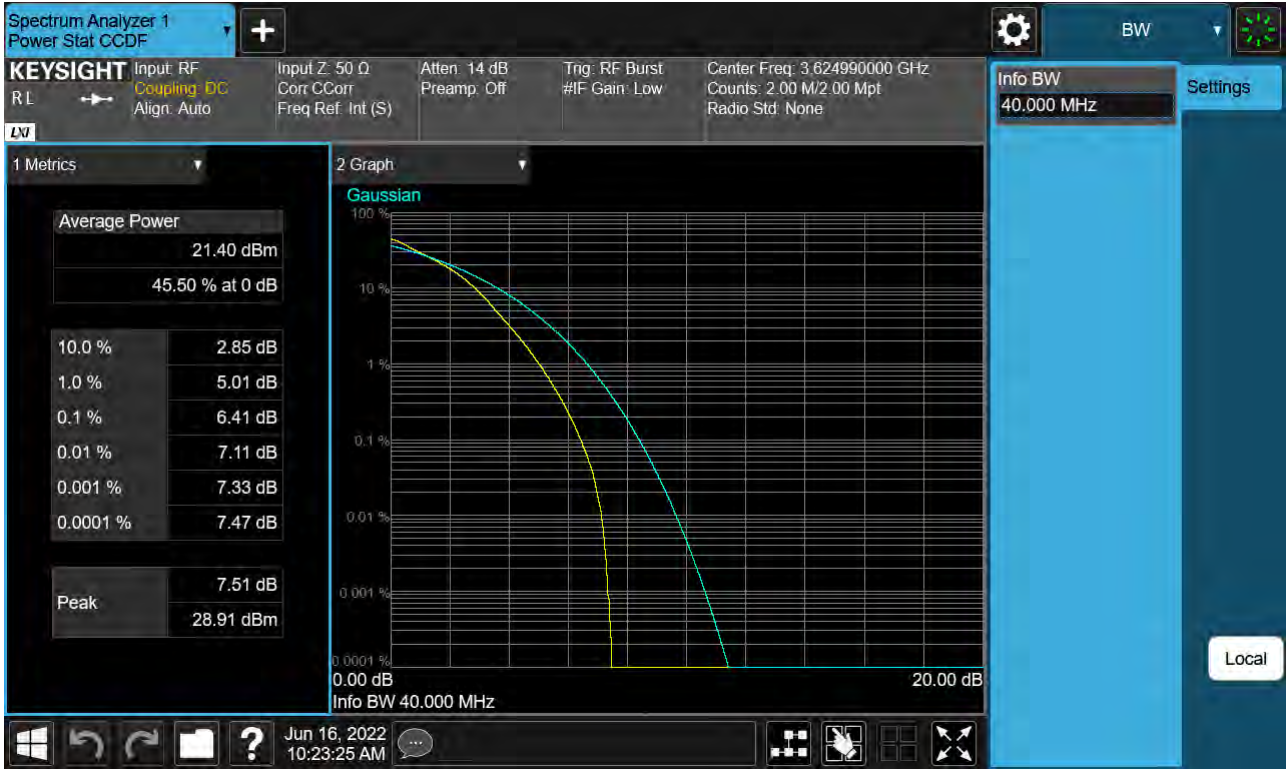 Spectrum Analyzer 1
Power Stat CCDF
+
BW
KEYSIGHT
R L
LXI
Input: RF
Coupling: DC
Align: Auto
Input Z: 50 Ω
Corr CCorr
Freq Ref: Int (S)
Atten: 14 dB
Preamp: Off
Trig: RF Burst
#IF Gain: Low
Center Freq: 3.624990000 GHz
Counts: 2.00 M/2.00 Mpt
Radio Std: None
Info BW
40.000 MHz
Settings
1 Metrics
Average Power
21.40 dBm
45.50 % at 0 dB
10.0 % 2.85 dB
1.0 % 5.01 dB
0.1 % 6.41 dB
0.01 % 7.11 dB
0.001 % 7.33 dB
0.0001 % 7.47 dB
Peak
7.51 dB
28.91 dBm
2 Graph
Gaussian
100 %
10 %
1 %
0.1 %
0.01 %
0.001 %
0.0001 %
0.00 dB 20.00 dB
Info BW 40.000 MHz
Local
?
Jun 16, 2022
10:23:25 AM